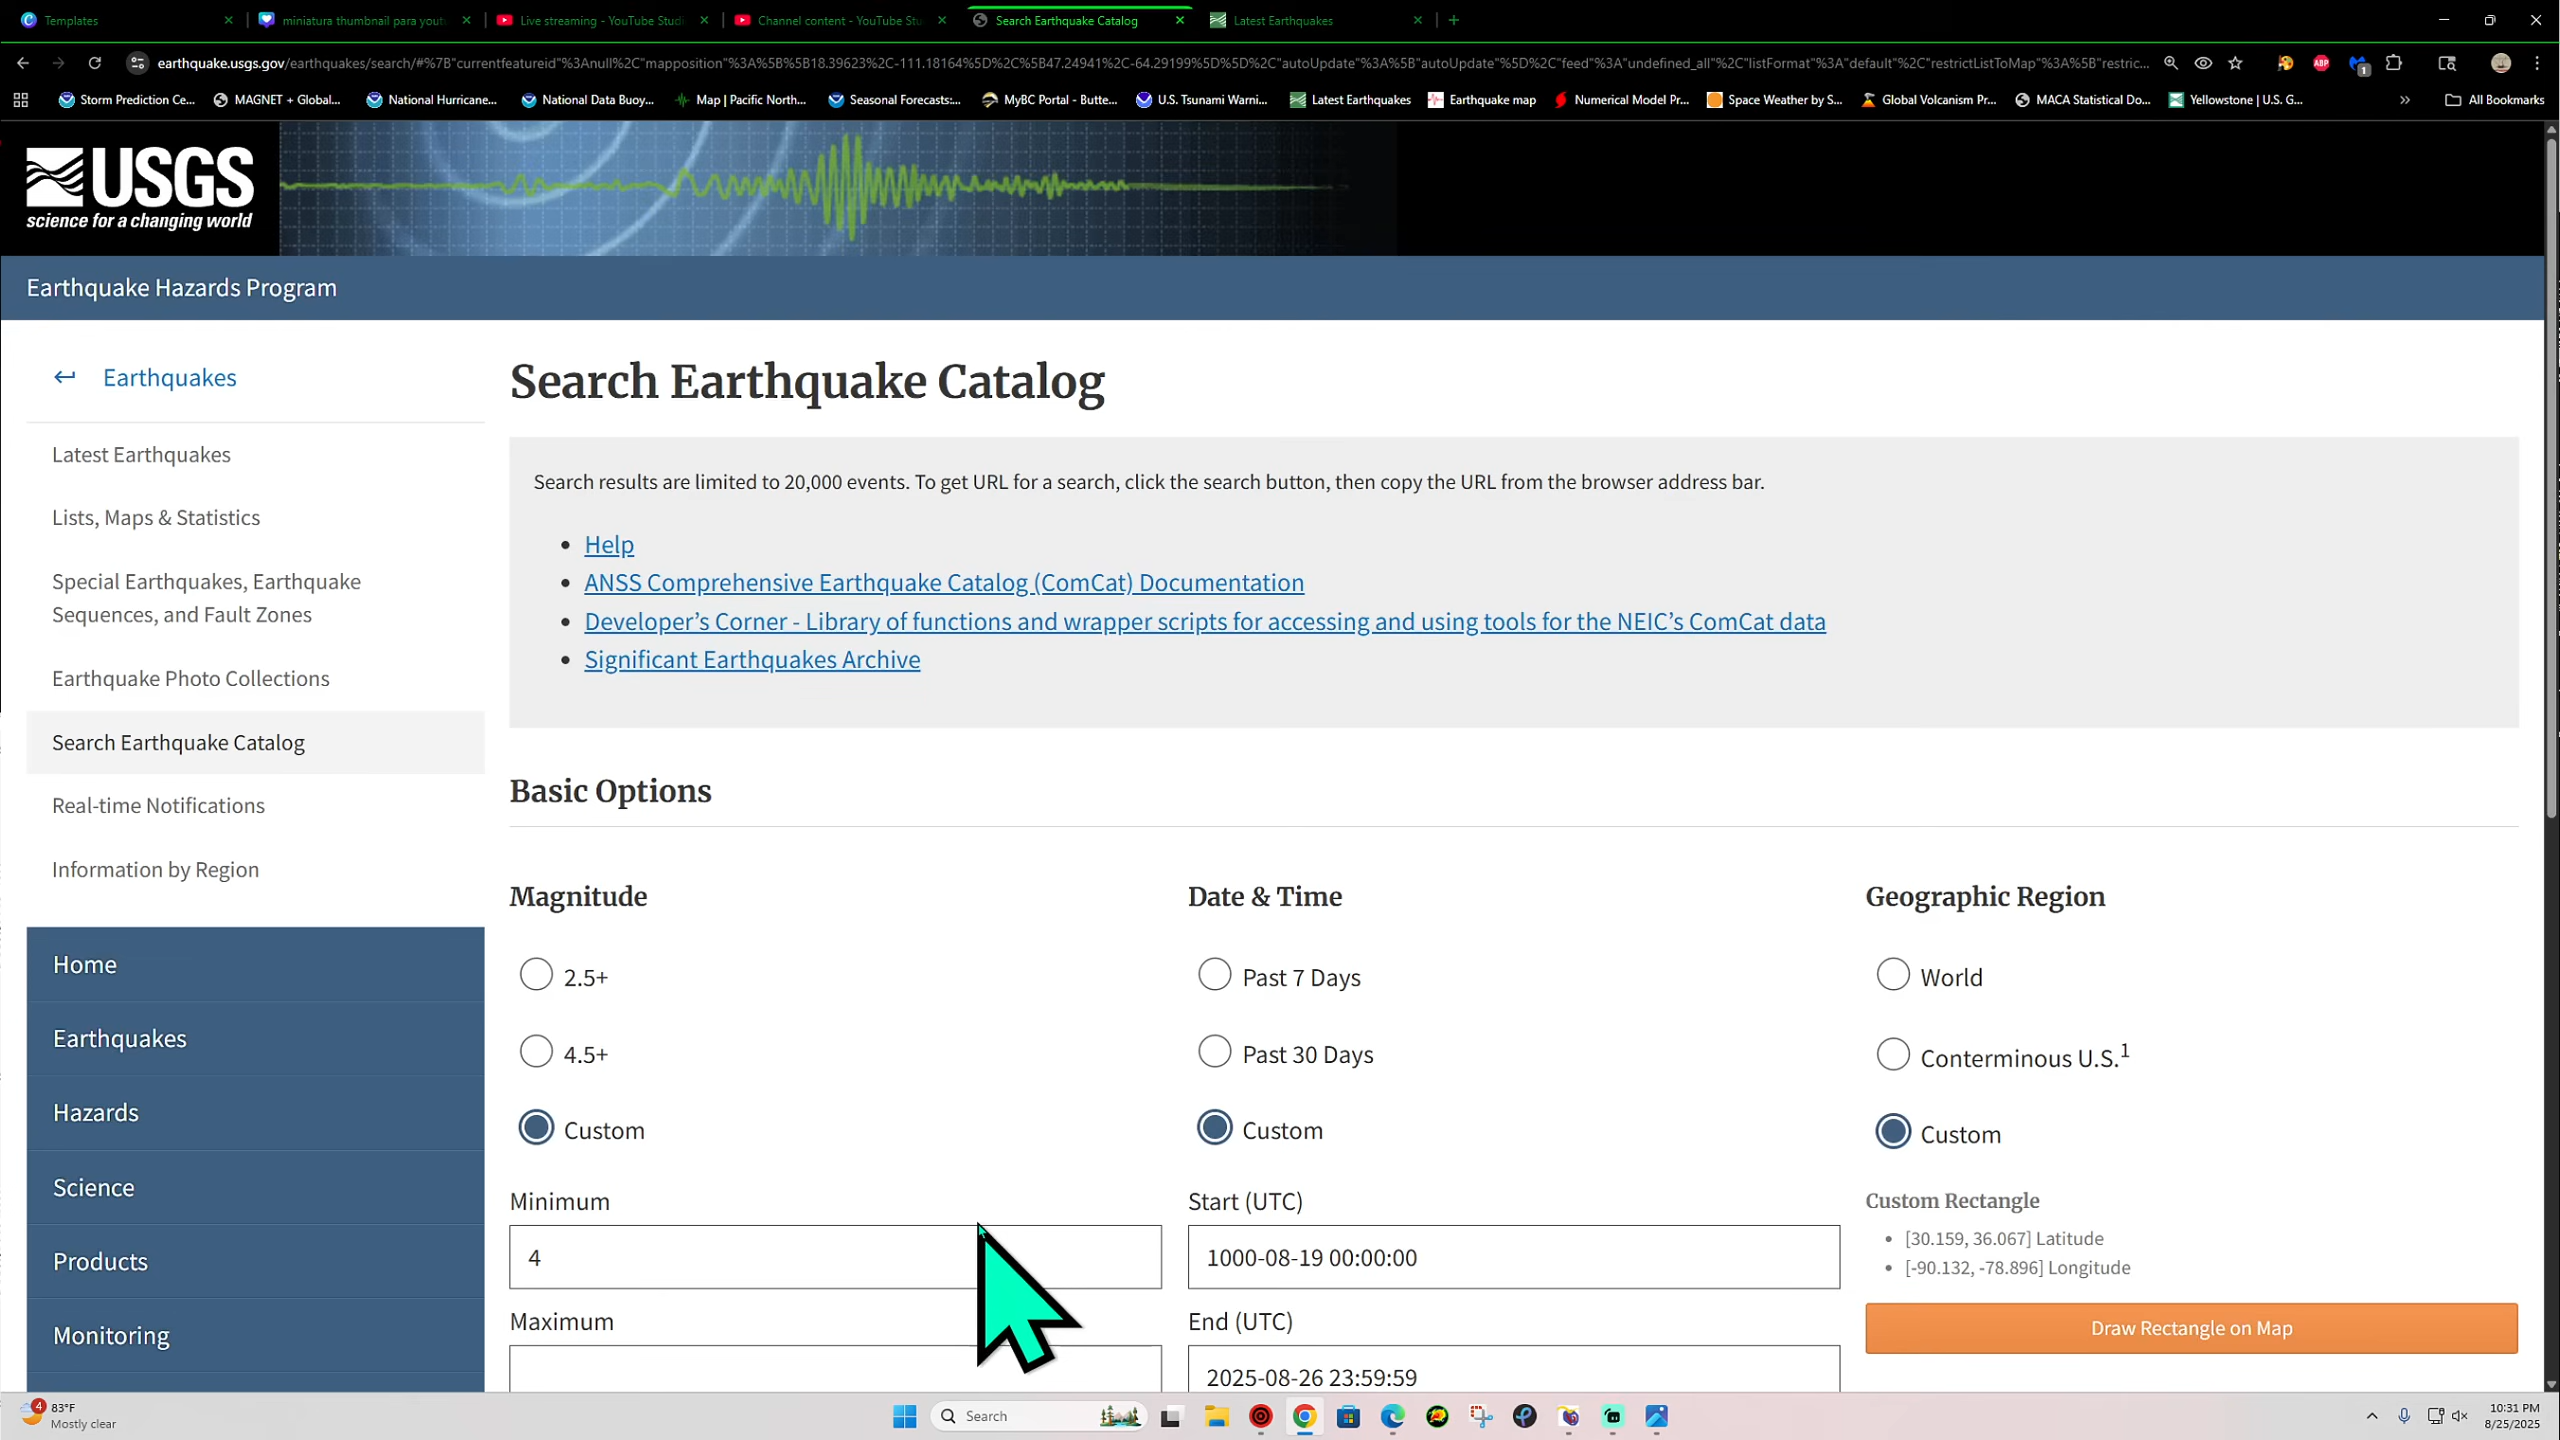 Templates
miniatura thumbnail para yout
Live streaming - YouTube Studi
Channel content - YouTube Stu
Search Earthquake Catalog
Latest Earthquakes
earthquake.usgs.gov/earthquakes/search/#%7B"currentfeatureid"%3Anull%2C"mapposition"%3A%5B%5B18.39623%2C-111.18164%5D%2C%5B47.24941%2C-64.29199%5D%5D%2C"autoUpdate"%3A%5B"autoUpdate"%5D%2C"feed"%3A"undefined_all"%2C"listFormat"%3A"default"%2C"restrictListToMap"%3A%5B"restric...
Storm Prediction Ce...
MAGNET + Global...
National Hurricane...
National Data Buoy...
Map | Pacific North...
Seasonal Forecasts:...
MyBC Portal - Butte...
U.S. Tsunami Warni...
Latest Earthquakes
Earthquake map
Numerical Model Pr...
Space Weather by S...
Global Volcanism Pr...
MACA Statistical Do...
Yellowstone | U.S. G...
All Bookmarks
USGS
science for a changing world
Earthquake Hazards Program
Earthquakes
Latest Earthquakes
Lists, Maps & Statistics
Special Earthquakes, Earthquake
Sequences, and Fault Zones
Earthquake Photo Collections
Search Earthquake Catalog
Real-time Notifications
Information by Region
Home
Earthquakes
Hazards
Science
Products
Monitoring
Search Earthquake Catalog
Search results are limited to 20,000 events. To get URL for a search, click the search button, then copy the URL from the browser address bar.
Help
ANSS Comprehensive Earthquake Catalog (ComCat) Documentation
Developer’s Corner - Library of functions and wrapper scripts for accessing and using tools for the NEIC’s ComCat data
Significant Earthquakes Archive
Basic Options
Magnitude
2.5+
4.5+
Custom
Minimum
4
Maximum
Date & Time
Past 7 Days
Past 30 Days
Custom
Start (UTC)
1000-08-19 00:00:00
End (UTC)
2025-08-26 23:59:59
Geographic Region
World
Conterminous U.S.1
Custom
Custom Rectangle
[30.159, 36.067] Latitude
[-90.132, -78.896] Longitude
Draw Rectangle on Map
4
83°F
Mostly clear
Search
10:31 PM
8/25/2025